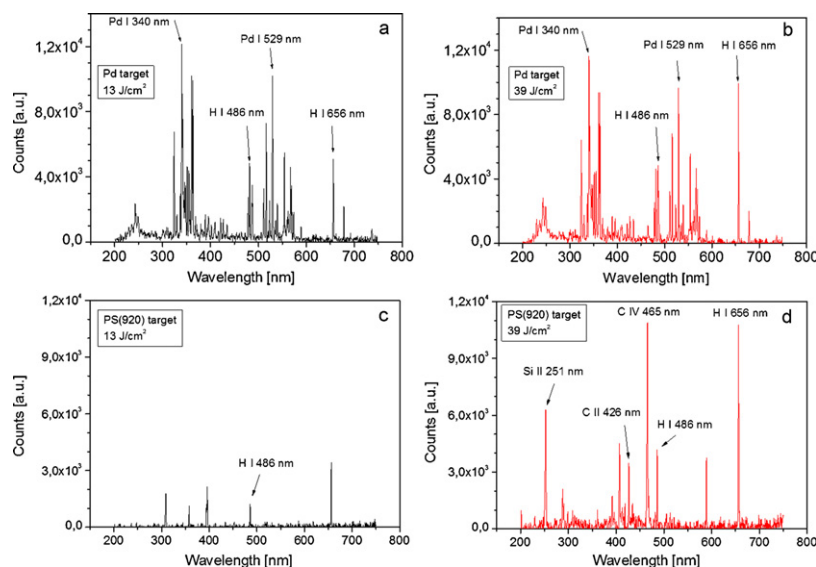 a
Pd I 340 nm
Pd I 529 nm
Pd target
13 J/cm²
H I 486 nm
H I 656 nm
Counts [a.u.]
1,2x10⁴
8,0x10³
4,0x10³
0,0
100 200 300 400 500 600 700 800
Wavelength [nm]
b
Pd I 340 nm
Pd I 529 nm
H I 656 nm
Pd target
39 J/cm²
H I 486 nm
Counts [a.u.]
1,2x10⁴
8,0x10³
4,0x10³
0,0
100 200 300 400 500 600 700 800
Wavelength [nm]
c
PS(920) target
13 J/cm²
H I 486 nm
Counts [a.u.]
1,2x10⁴
9,0x10³
6,0x10³
3,0x10³
0,0
100 200 300 400 500 600 700 800
Wavelength [nm]
d
PS(920) target
39 J/cm²
C IV 465 nm
H I 656 nm
Si II 251 nm
C II 426 nm
H I 486 nm
Counts [a.u.]
1,2x10⁴
9,0x10³
6,0x10³
3,0x10³
0,0
100 200 300 400 500 600 700 800
Wavelength [nm]